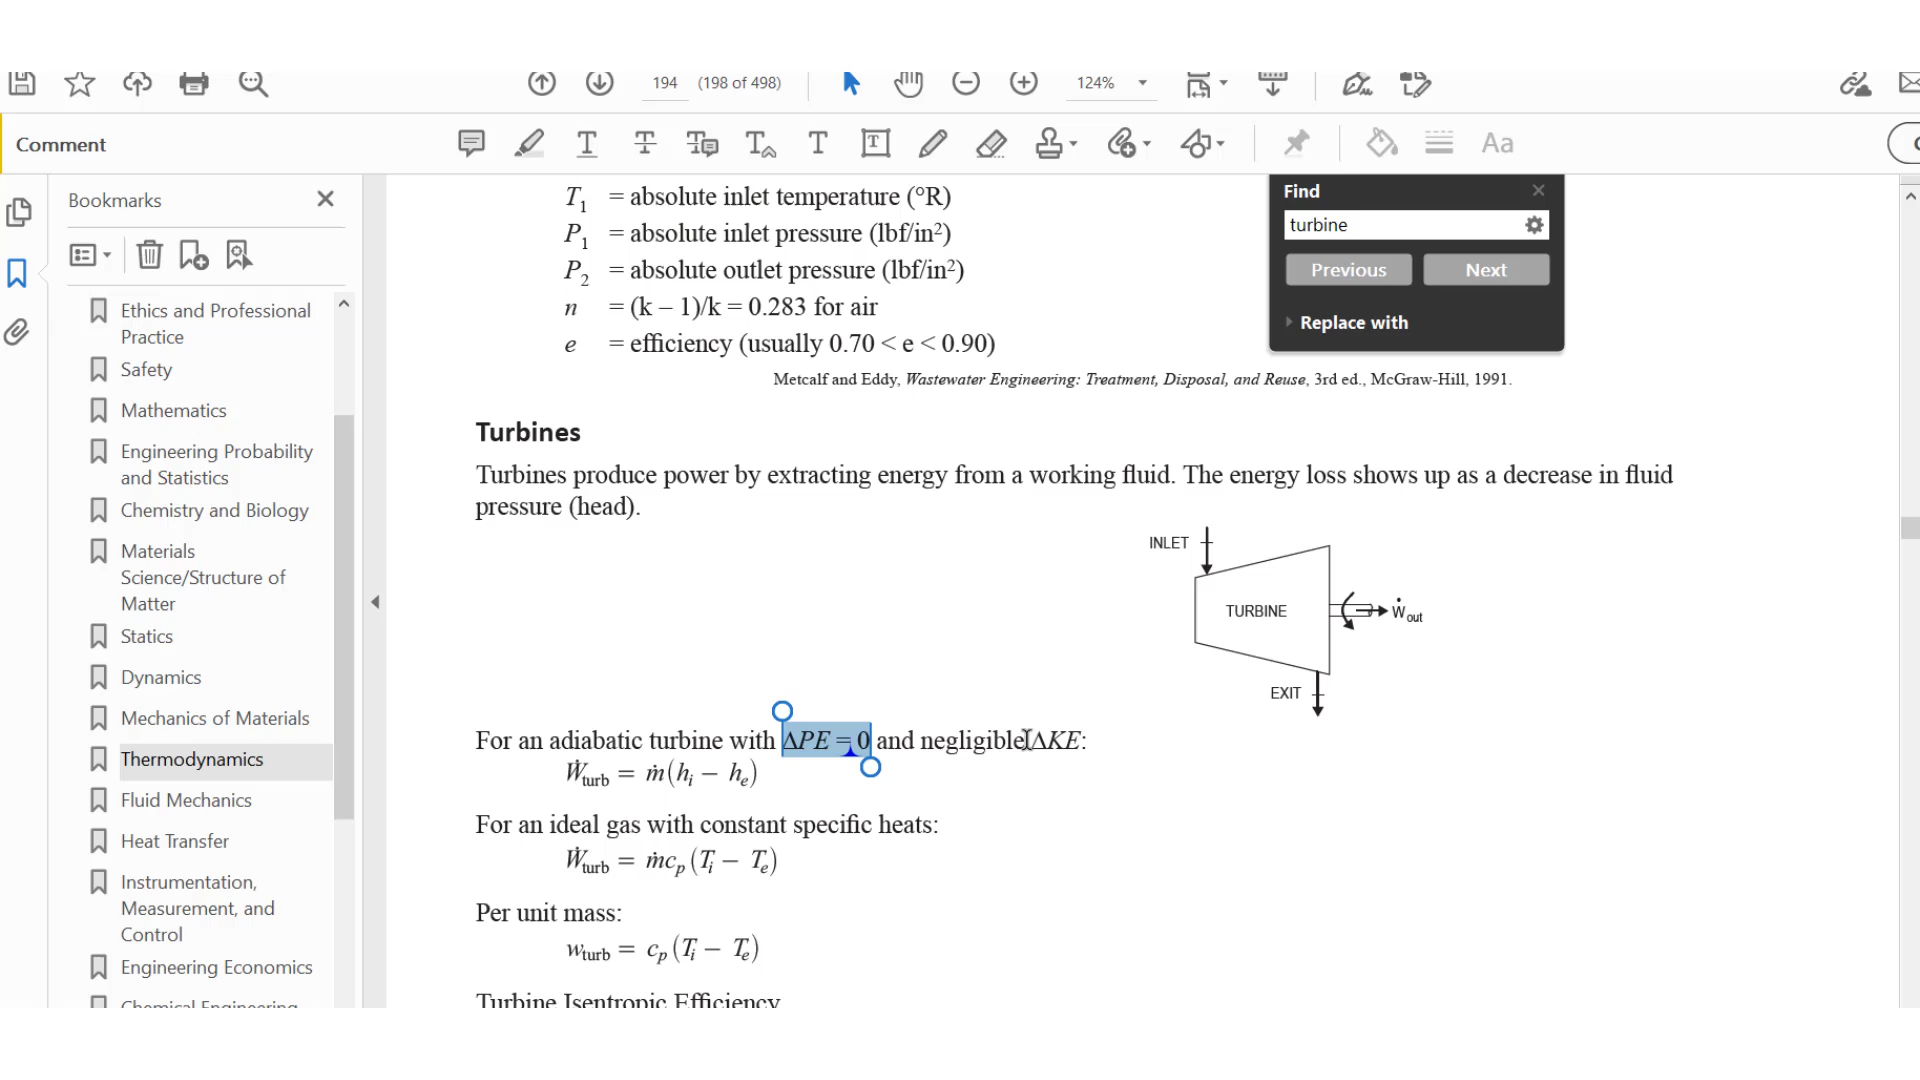 194 (198 of 498) 124%
Comment
Aa
Bookmarks
Ethics and Professional
Practice
Safety
Mathematics
Engineering Probability
and Statistics
Chemistry and Biology
Materials
Science/Structure of
Matter
Statics
Dynamics
Mechanics of Materials
Thermodynamics
Fluid Mechanics
Heat Transfer
Instrumentation,
Measurement, and
Control
Engineering Economics
Chemical Engineering
T₁ = absolute inlet temperature (°R)
P₁ = absolute inlet pressure (lbf/in²)
P₂ = absolute outlet pressure (lbf/in²)
n = (k – 1)/k = 0.283 for air
e = efficiency (usually 0.70 < e < 0.90)
Metcalf and Eddy, Wastewater Engineering: Treatment, Disposal, and Reuse, 3rd ed., McGraw-Hill, 1991.
Find
turbine
Previous Next
Replace with
Turbines
Turbines produce power by extracting energy from a working fluid. The energy loss shows up as a decrease in fluid
pressure (head).
INLET
TURBINE
Ẇout
EXIT
For an adiabatic turbine with ΔPE = 0 and negligible ΔKE:
Ẇturb = ṁ(hᵢ – hₑ)
For an ideal gas with constant specific heats:
Ẇturb = ṁcₚ(Tᵢ – Tₑ)
Per unit mass:
wturb = cₚ(Tᵢ – Tₑ)
Turbine Isentropic Efficiency